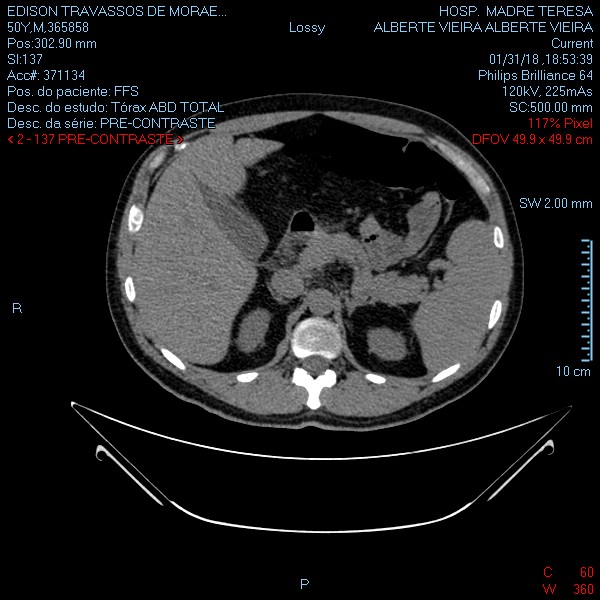 EDISON TRAVASSOS DE MORAE...
50Y,M,365858
Pos:302.90 mm
SI:137
Acc#: 371134
Pos. do paciente: FFS
Desc. do estudo: Tórax ABD TOTAL
Desc. da série: PRE-CONTRASTE
< 2 - 137 PRE-CONTRASTE >
Lossy
HOSP. MADRE TERESA
ALBERTE VIEIRA ALBERTE VIEIRA
Current
01/31/18 ,18:53:39
Philips Brilliance 64
120kV, 225mAs
SC:500.00 mm
117% Pixel
DFOV 49.9 x 49.9 cm
SW 2.00 mm
R
10 cm
P
C 60
W 360